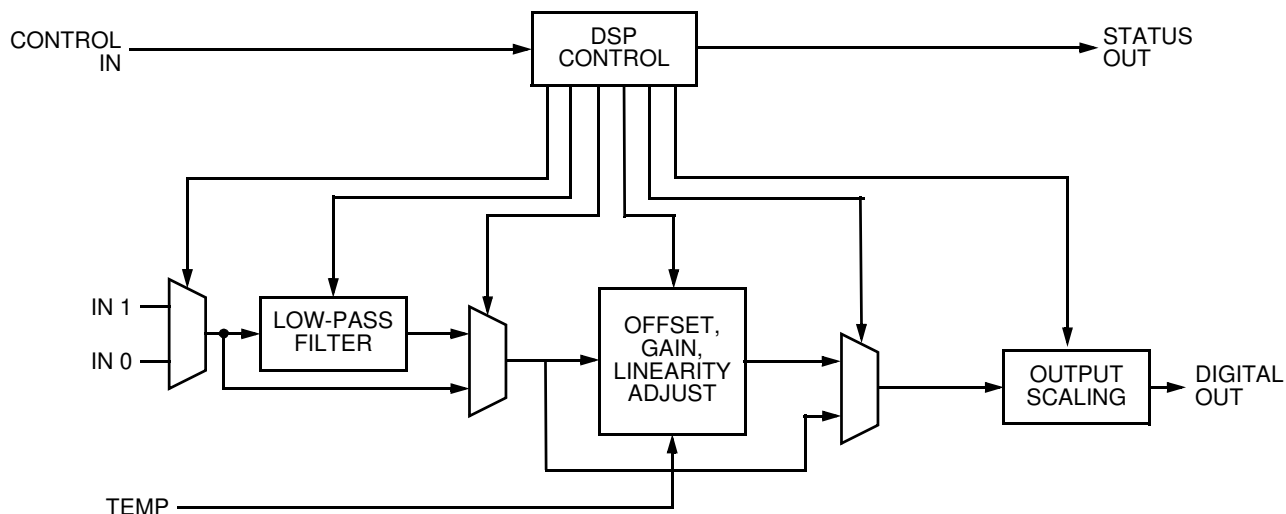 CONTROL
IN
DSP
CONTROL
STATUS
OUT
IN 1
IN 0
LOW-PASS
FILTER
OFFSET,
GAIN,
LINEARITY
ADJUST
OUTPUT
SCALING
DIGITAL
OUT
TEMP